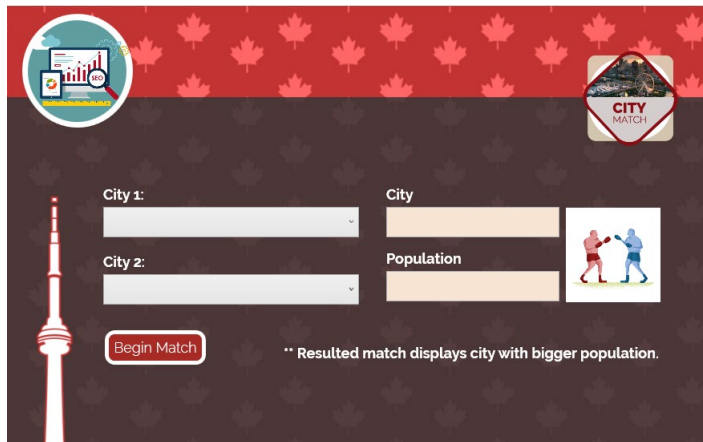 SEO
CITY
MATCH
City 1:
City
City 2:
Population
Begin Match
** Resulted match displays city with bigger population.